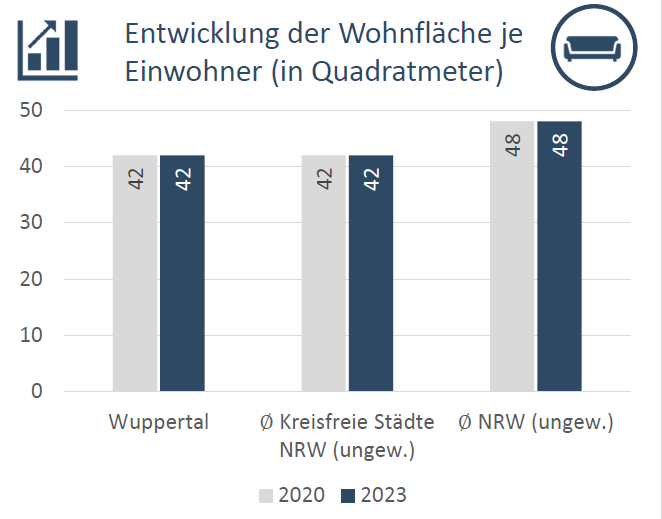 Entwicklung der Wohnfläche je
Einwohner (in Quadratmeter)
50
40
30
20
10
0
42
42
42
42
48
48
Wuppertal
Ø Kreisfreie Städte
NRW (ungew.)
Ø NRW (ungew.)
2020
2023